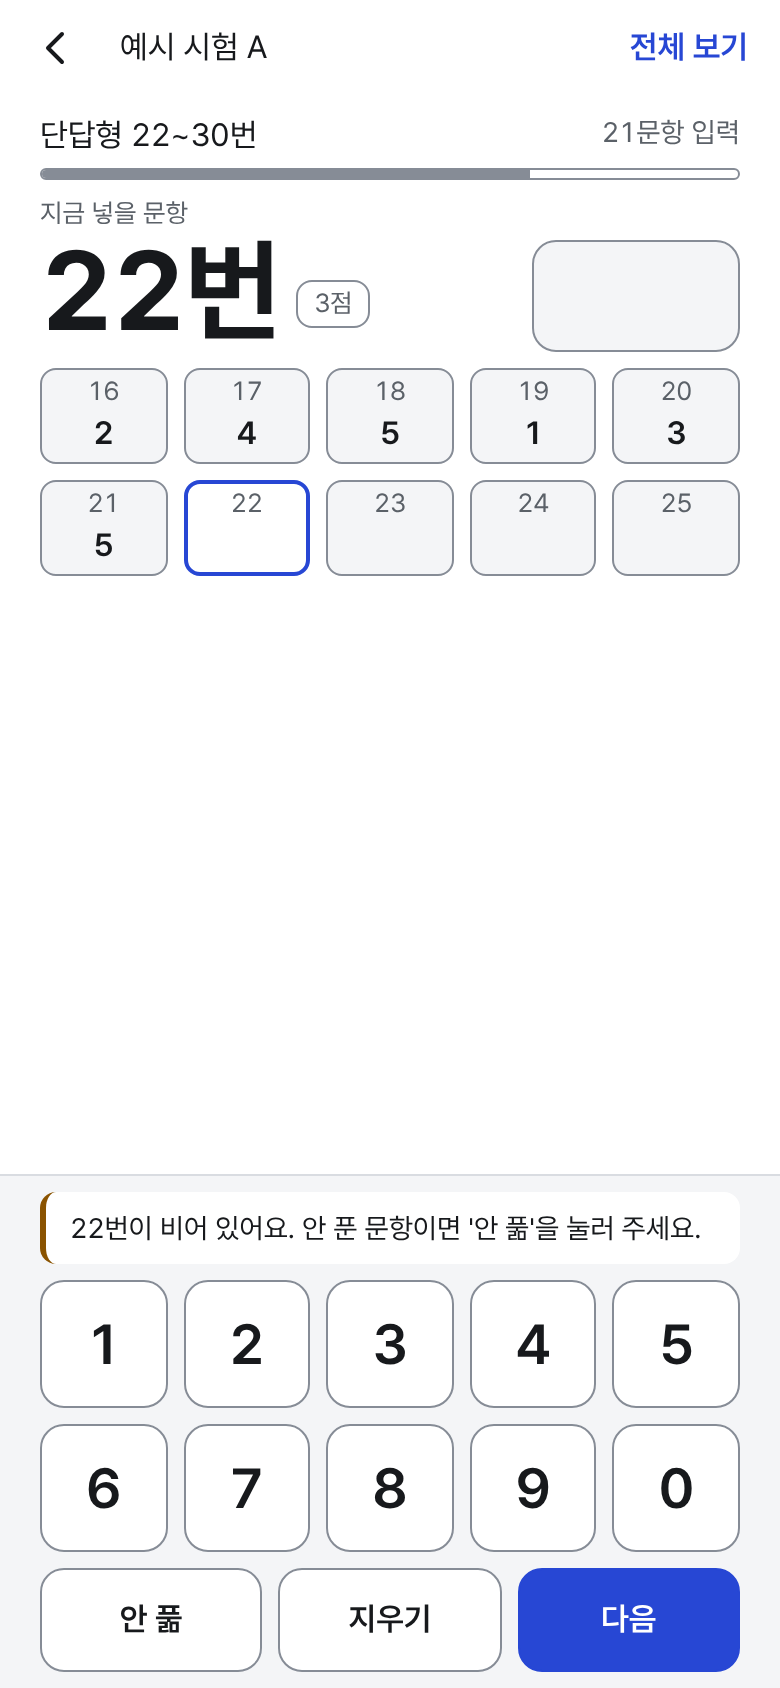 예시 시험 A 전체 보기
단답형 22~30번 21문항 입력
지금 넣을 문항
22번 3점
16 17 18 19 20
2 4 5 1 3
21 22 23 24 25
5
22번이 비어 있어요. 안 푼 문항이면 '안 풂'을 눌러 주세요.
1 2 3 4 5
6 7 8 9 0
안 풂 지우기 다음